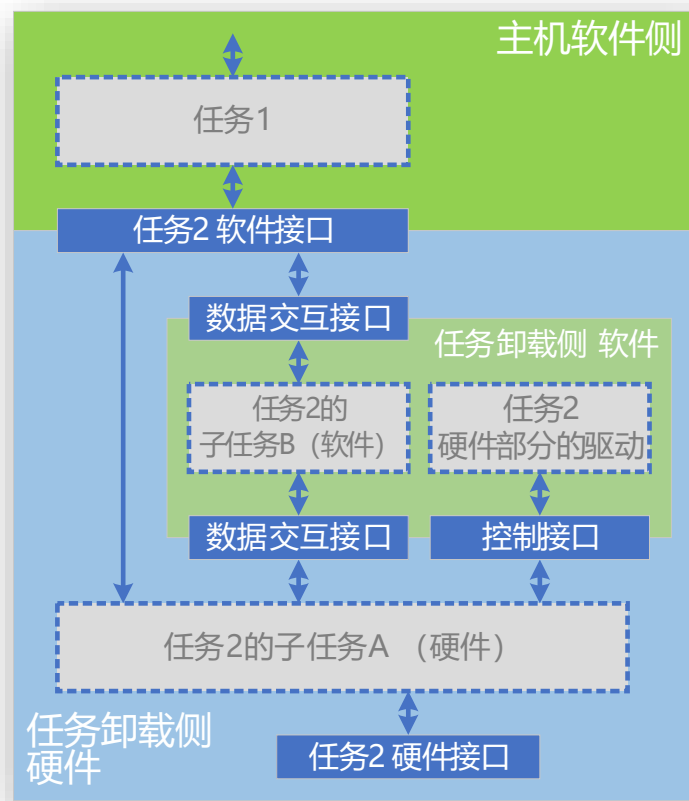 主机软件侧
任务1
任务2 软件接口
数据交互接口
任务卸载侧 软件
任务2的
子任务B（软件）
任务2
硬件部分的驱动
数据交互接口
控制接口
任务2的子任务A （硬件）
任务卸载侧
硬件
任务2 硬件接口